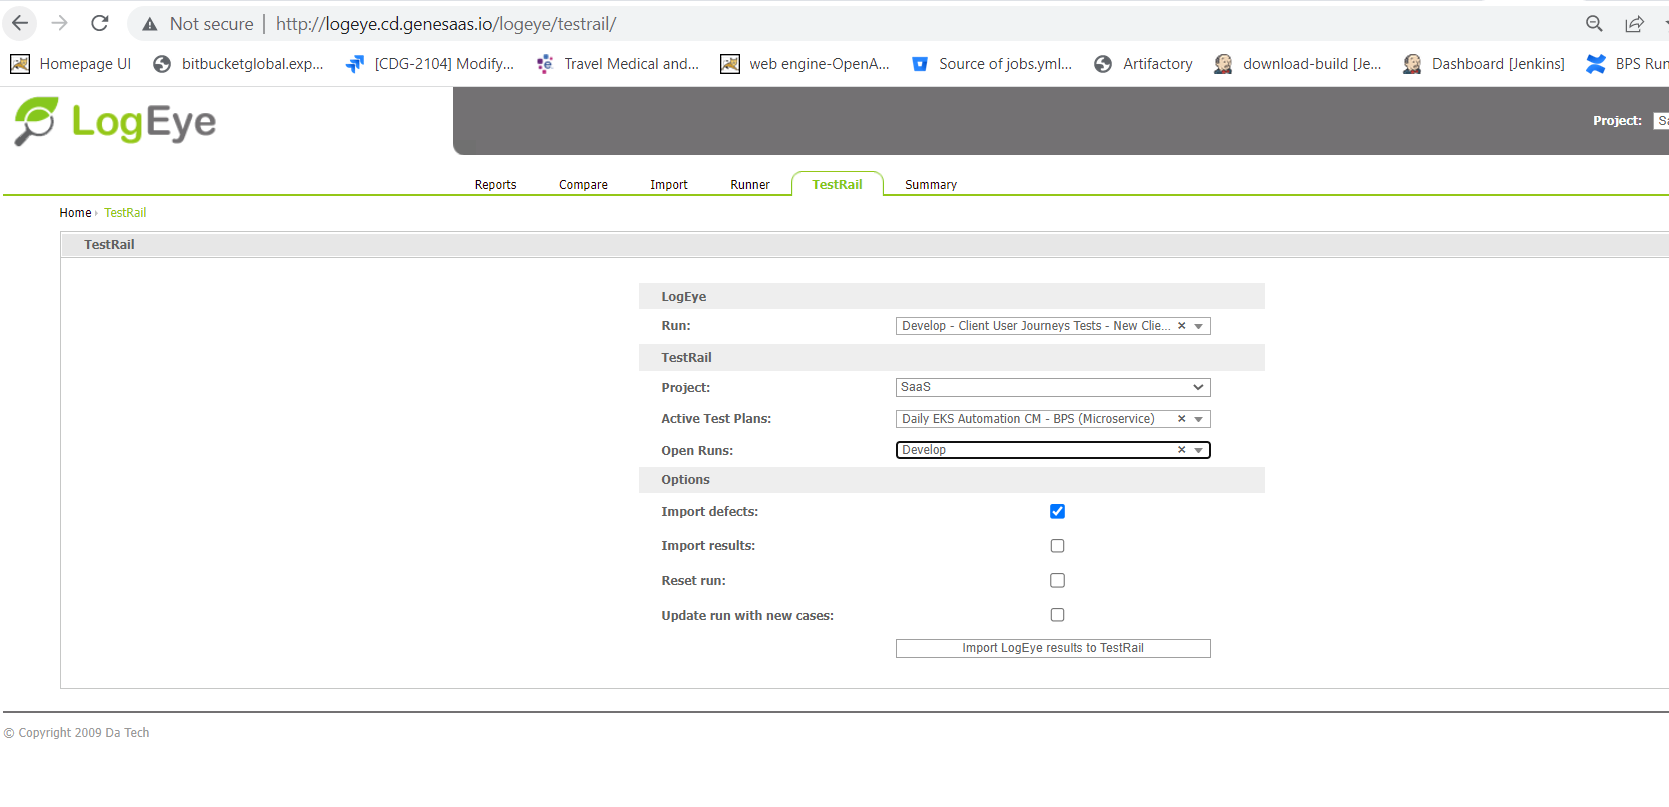 Not secure | http://logeye.cd.genesaas.io/logeye/testrail/
Homepage UI bitbucketglobal.exp... [CDG-2104] Modify... Travel Medical and... web engine-OpenA... Source of jobs.yml... Artifactory download-build [Je... Dashboard [Jenkins] BPS Run
LogEye
Project: Sa
Reports Compare Import Runner TestRail Summary
Home TestRail
TestRail
LogEye
Run: Develop - Client User Journeys Tests - New Clie...
TestRail
Project: SaaS
Active Test Plans: Daily EKS Automation CM - BPS (Microservice)
Open Runs: Develop
Options
Import defects:
Import results:
Reset run:
Update run with new cases:
Import LogEye results to TestRail
© Copyright 2009 Da Tech